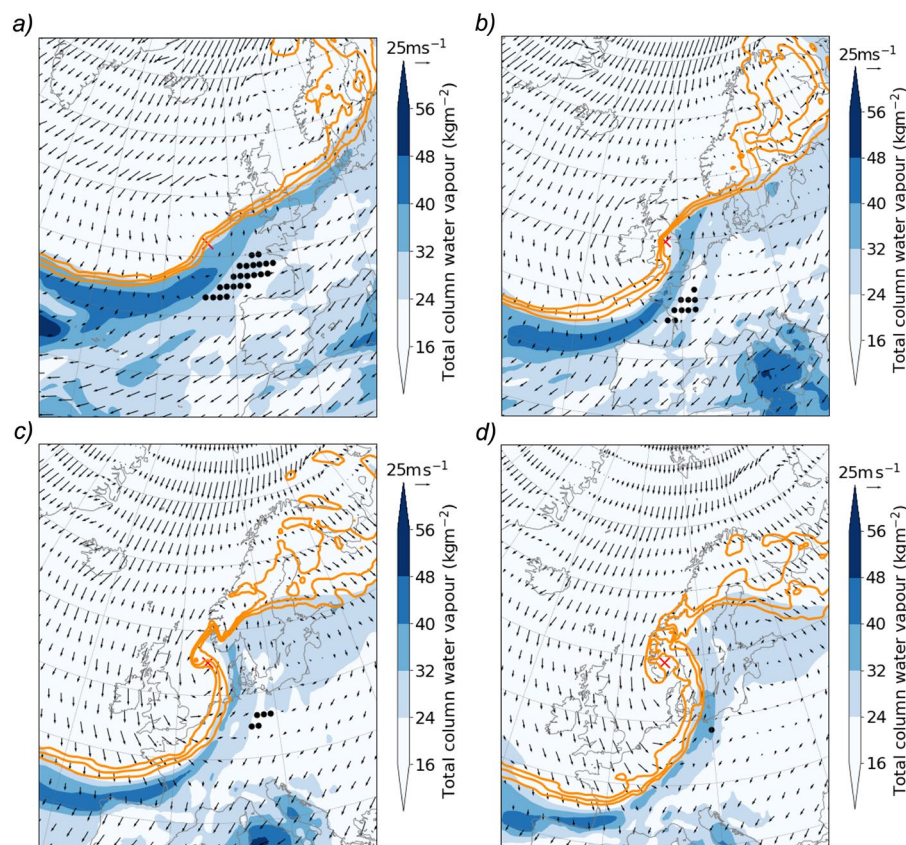 a)
25ms⁻¹
56
48
40
32
24
16
Total column water vapour (kgm⁻²)
b)
25ms⁻¹
56
48
40
32
24
16
Total column water vapour (kgm⁻²)
c)
25ms⁻¹
56
48
40
32
24
16
Total column water vapour (kgm⁻²)
d)
25ms⁻¹
56
48
40
32
24
16
Total column water vapour (kgm⁻²)